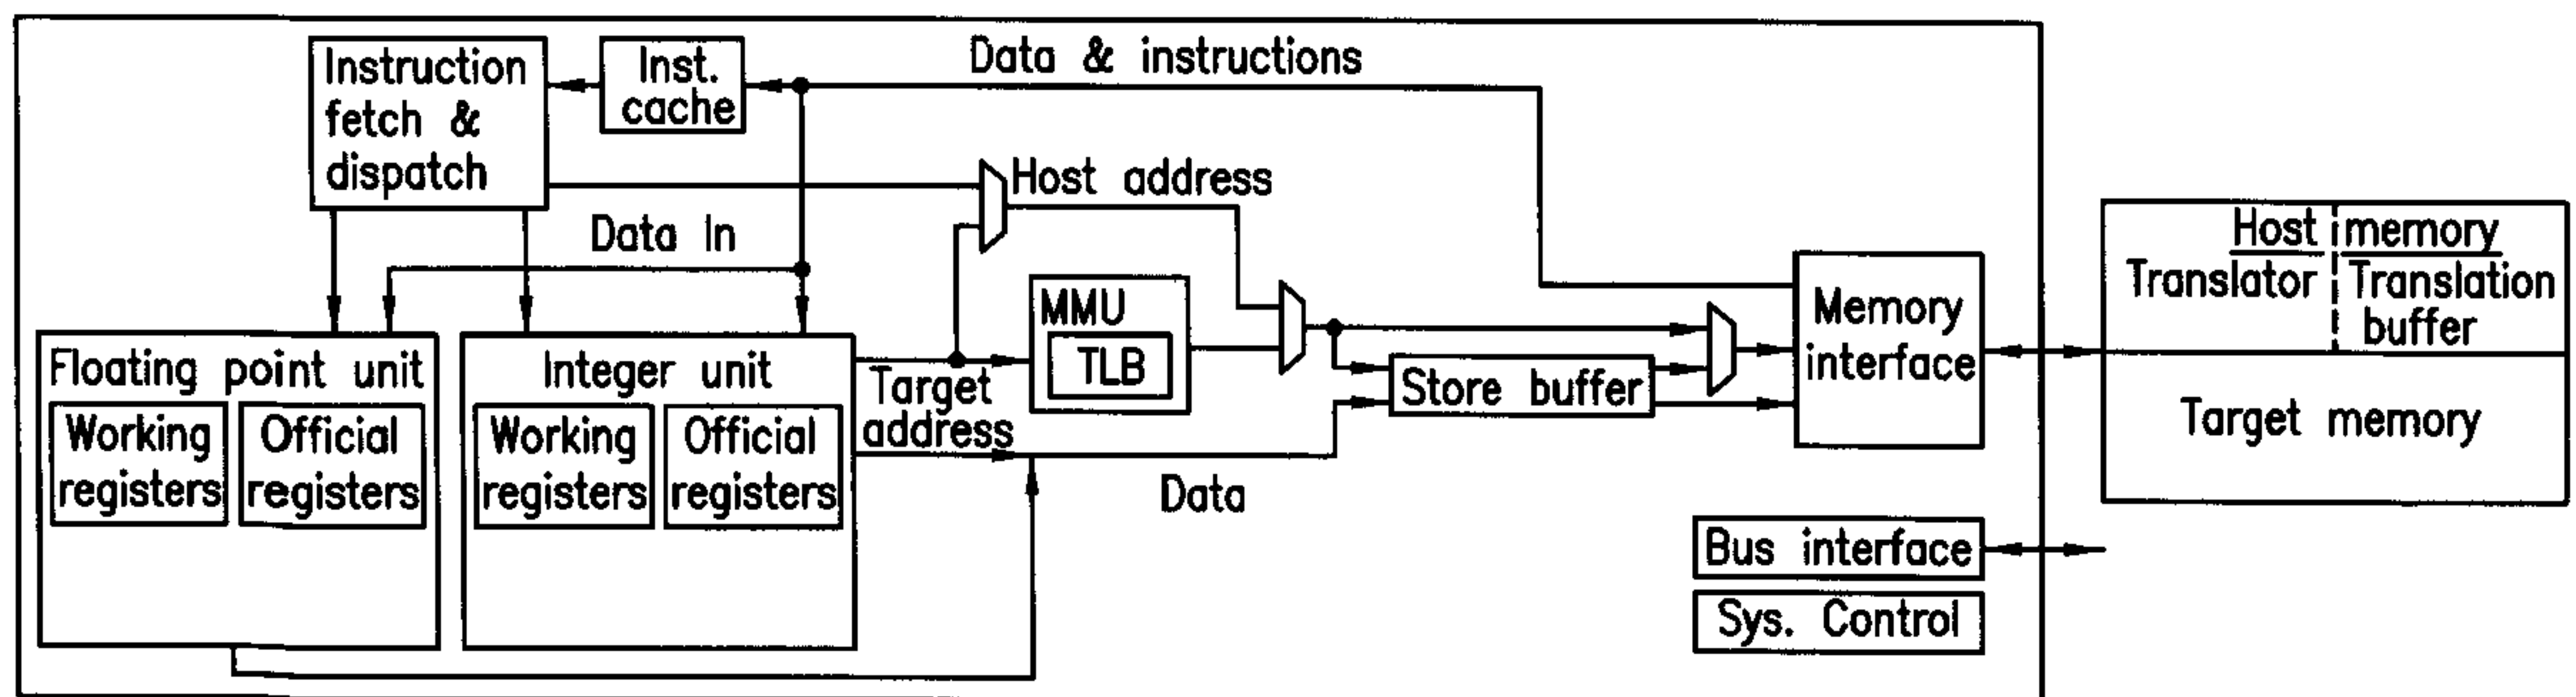 Instruction
fetch &
dispatch
Inst.
cache
Data & instructions
Host address
Data In
Host memory
Translator
Translation
buffer
MMU
TLB
Memory
interface
Floating point unit
Working
registers
Official
registers
Integer unit
Working
registers
Official
registers
Target
address
Store buffer
Target memory
Data
Bus interface
Sys. Control